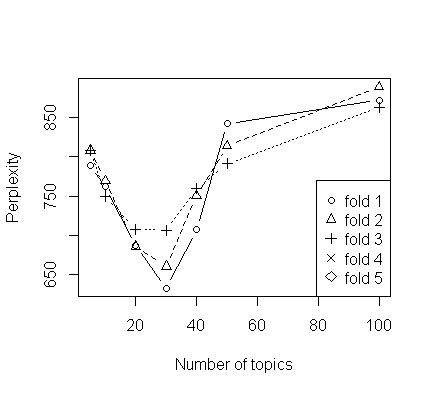 850
750
650
Perplexity
fold 1
fold 2
fold 3
fold 4
fold 5
20 40 60 80 100
Number of topics